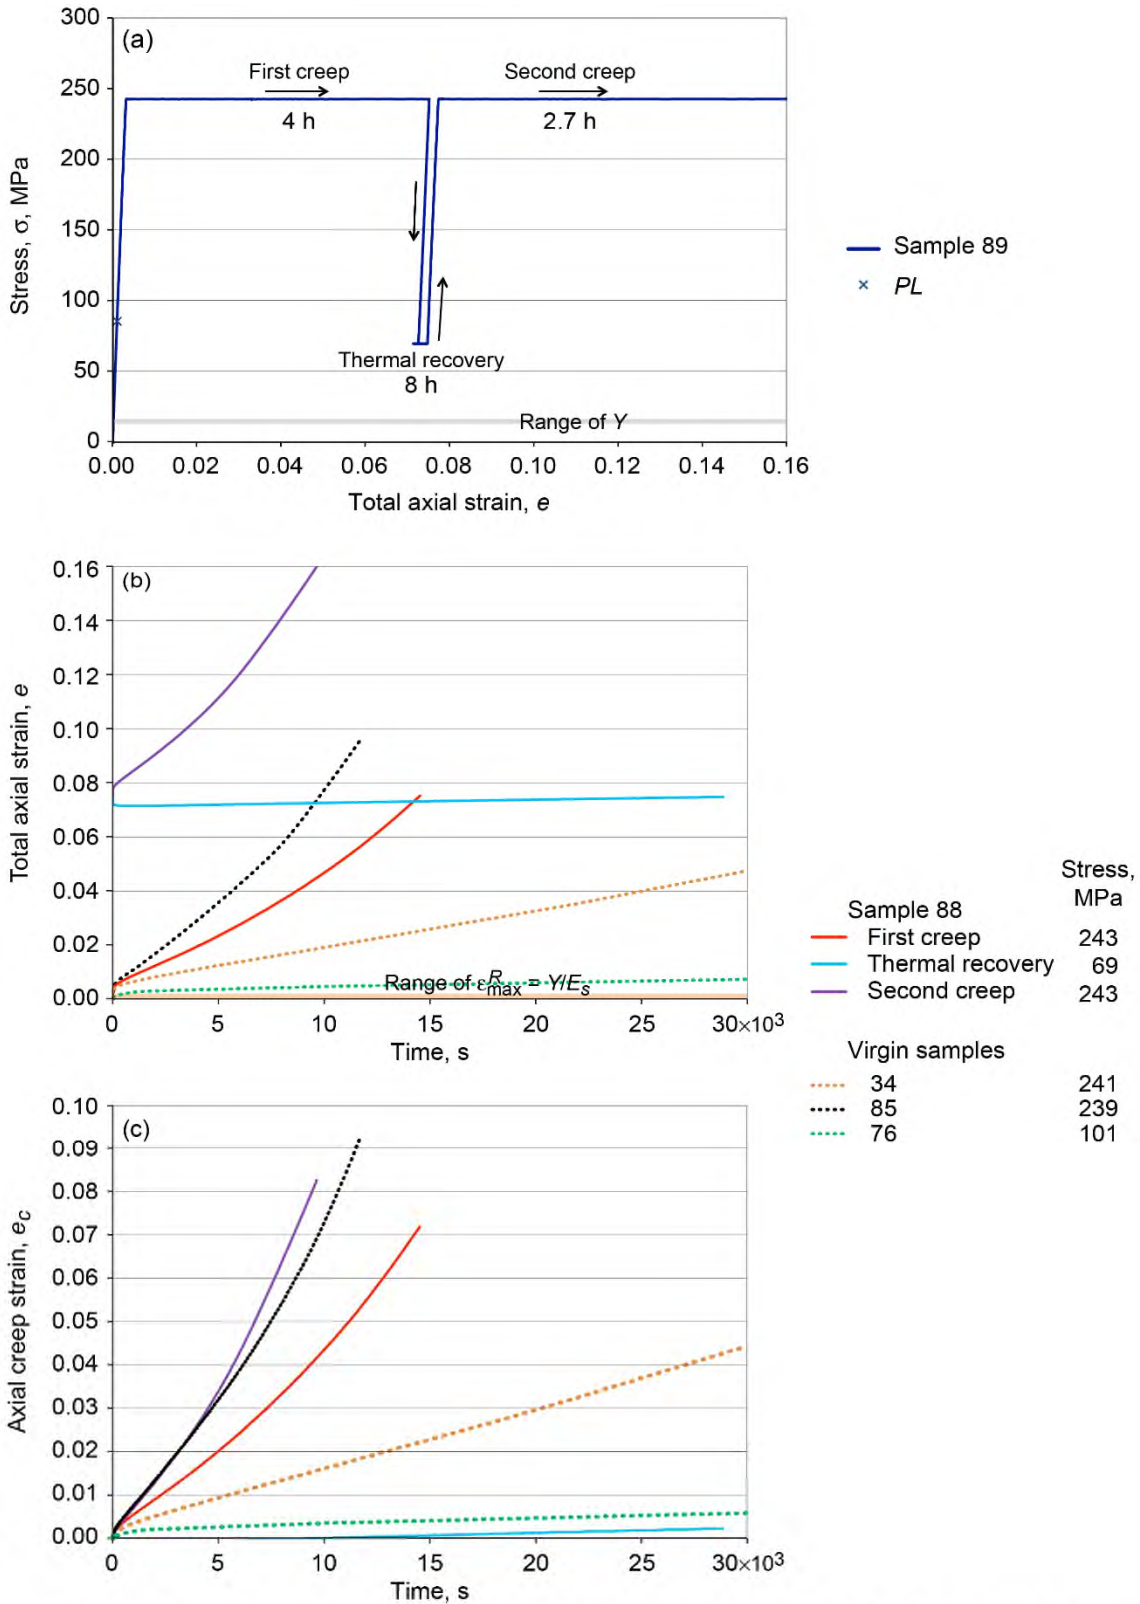 (a)
300
250
200
150
100
50
0
Stress, σ, MPa
First creep
4 h
Second creep
2.7 h
Thermal recovery
8 h
Range of Y
0.00 0.02 0.04 0.06 0.08 0.10 0.12 0.14 0.16
Total axial strain, e
Sample 89
PL
(b)
0.16
0.14
0.12
0.10
0.08
0.06
0.04
0.02
0.00
Total axial strain, e
Range of ε^R_max = Y/E_s
0 5 10 15 20 25 30×10³
Time, s
Stress,
MPa
Sample 88
First creep 243
Thermal recovery 69
Second creep 243
Virgin samples
34 241
85 239
76 101
(c)
0.10
0.09
0.08
0.07
0.06
0.05
0.04
0.03
0.02
0.01
0.00
Axial creep strain, e_c
0 5 10 15 20 25 30×10³
Time, s